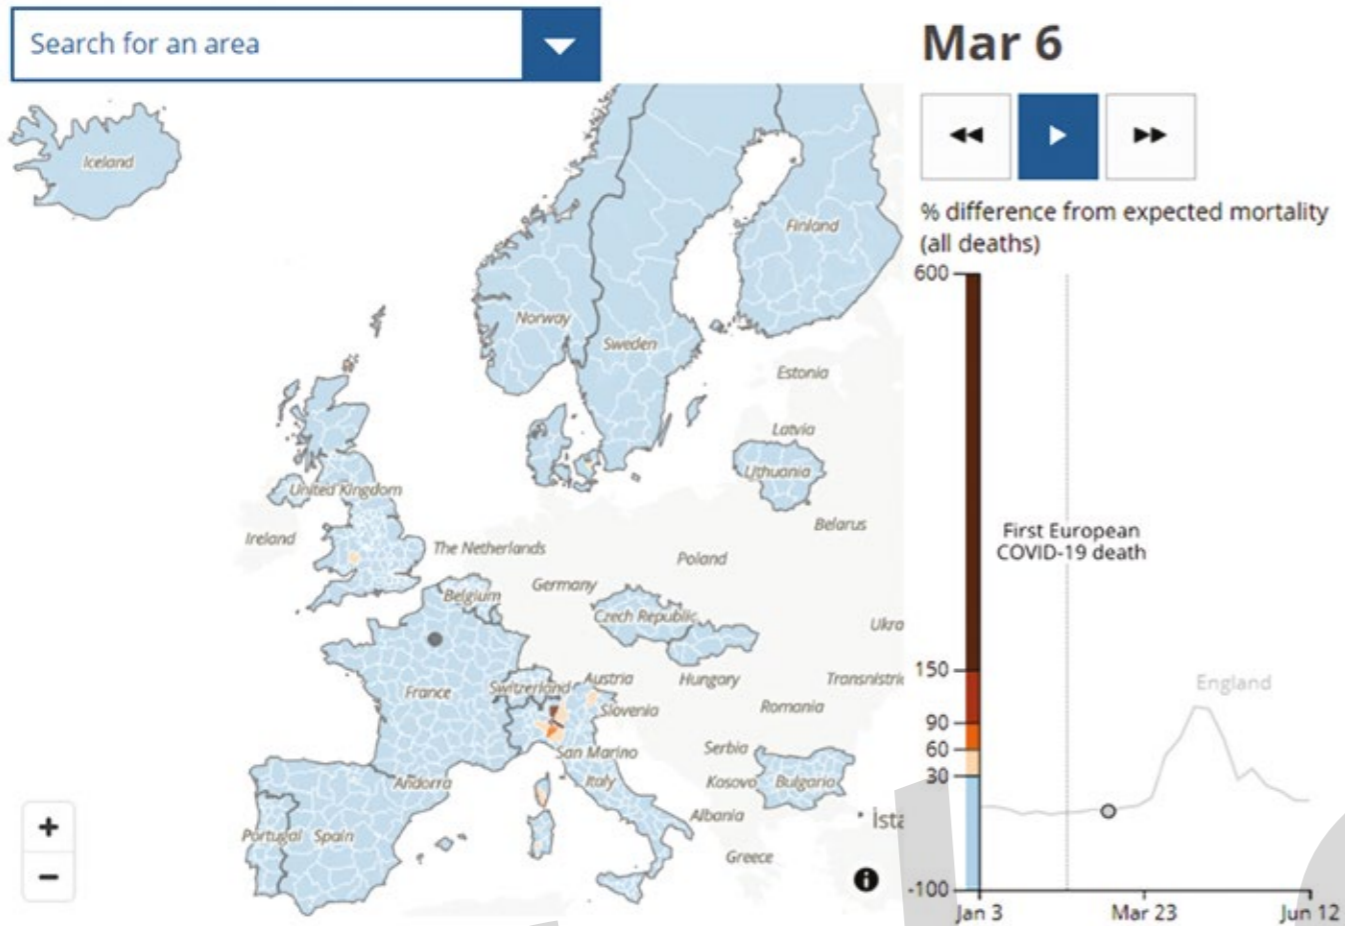 Search for an area
Mar 6
% difference from expected mortality
(all deaths)
600
150
90
60
30
-100
First European
COVID-19 death
England
Jan 3
Mar 23
Jun 12
Iceland
Finland
Norway
Sweden
Estonia
Latvia
Lithuania
United Kingdom
Belarus
Ireland
The Netherlands
Poland
Germany
Belgium
Czech Republic
Ukra
France
Switzerland
Austria
Hungary
Transnistria
Slovenia
Romania
San Marino
Serbia
Andorra
Italy
Kosovo
Bulgaria
Albania
İsta
Portugal
Spain
Greece
+
−
i